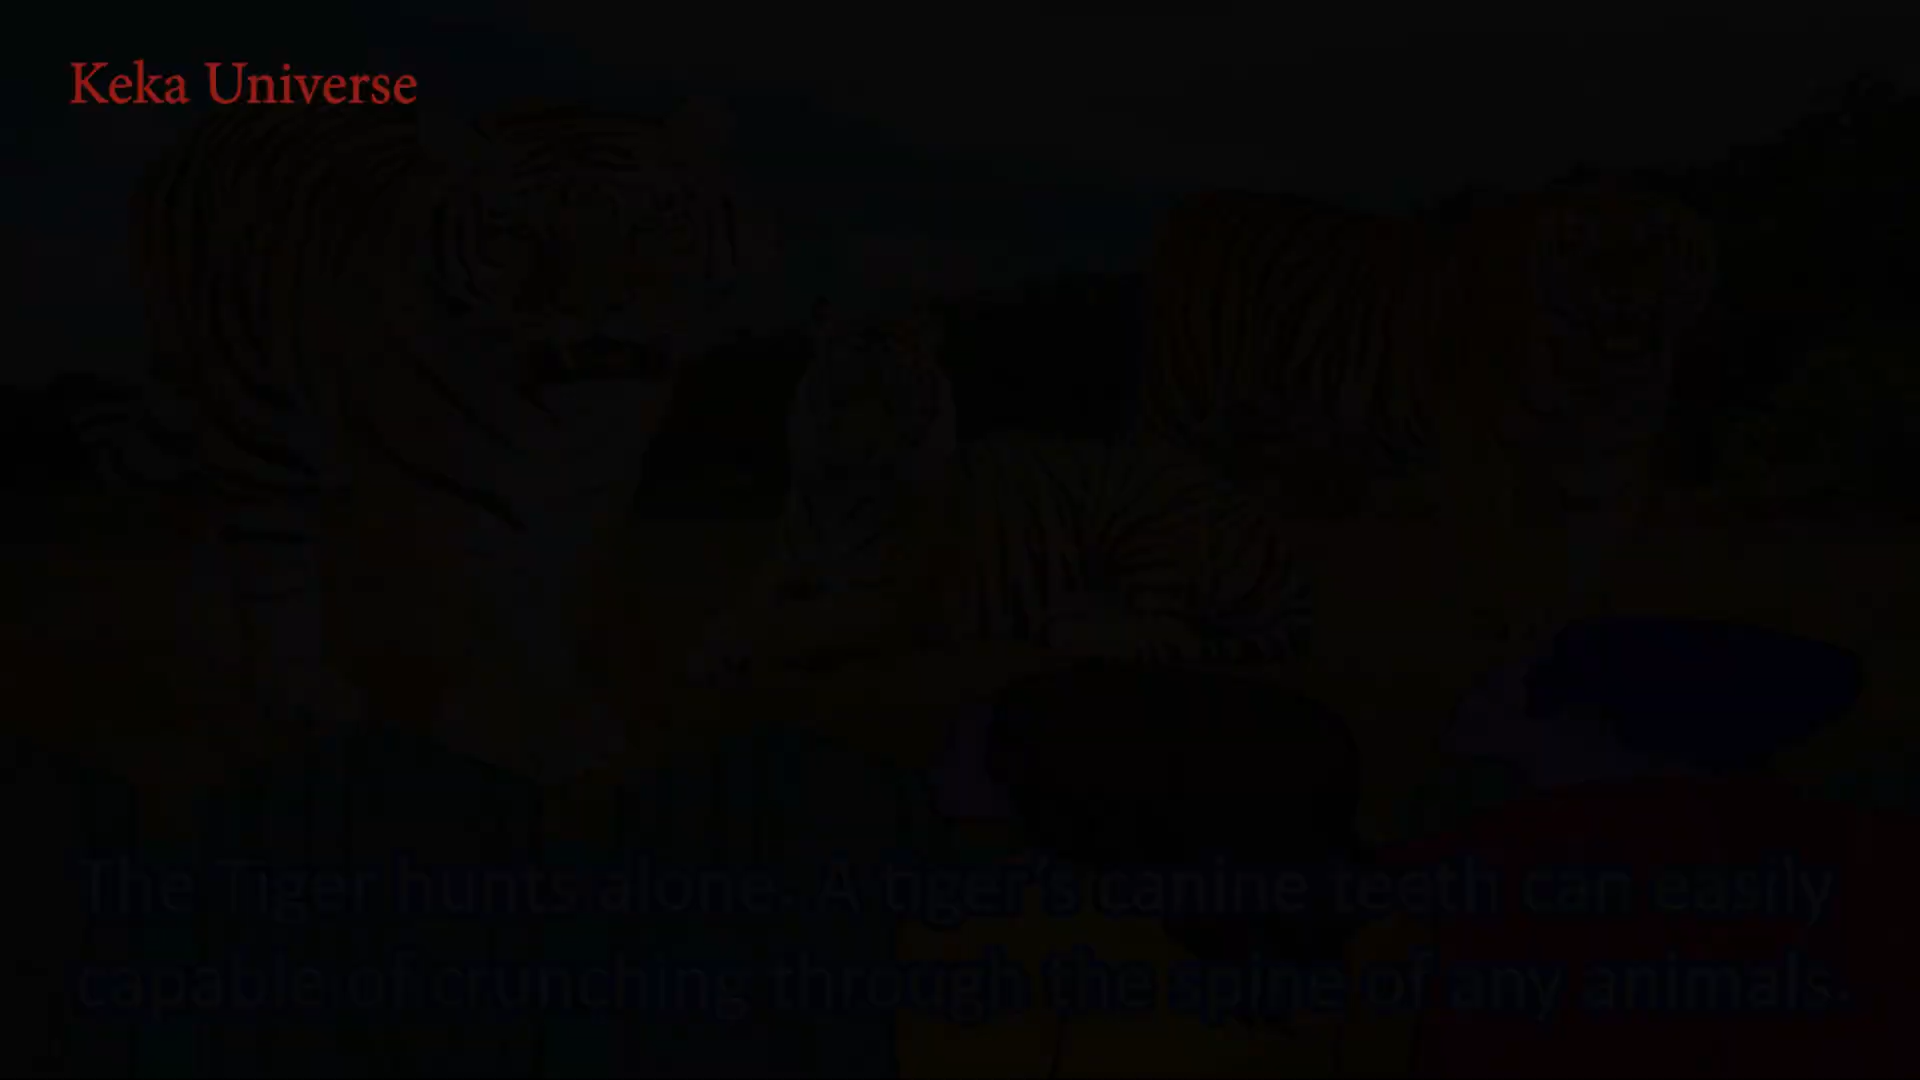 Keka Universe
The Tiger hunts alone. A tiger's canine teeth can easily
capable of crunching through the spine of any animals.